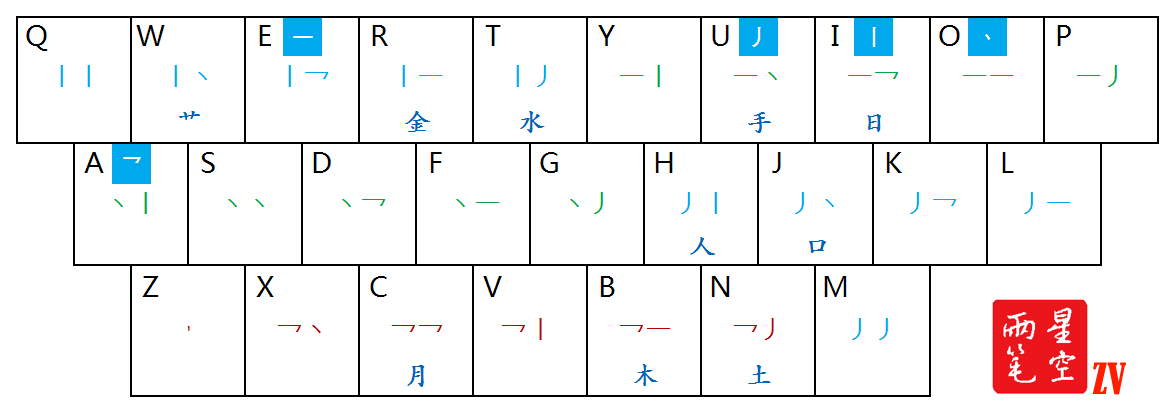 Q W E 一 R T Y U 丿 I 丨 O 丶 P
丨丨 丨丶 丨乛 丨一 丨丿 一丨 一丶 一乛 一一 一丿
艹 金 水 手 日
A 乛 S D F G H J K L
丶丨 丶丶 丶乛 丶一 丶丿 丿丨 丿丶 丿乛 丿一
人 口
Z X C V B N M
' 乛丶 乛乛 乛丨 乛一 乛丿 丿丿
月 木 土
星空
两笔
ZV